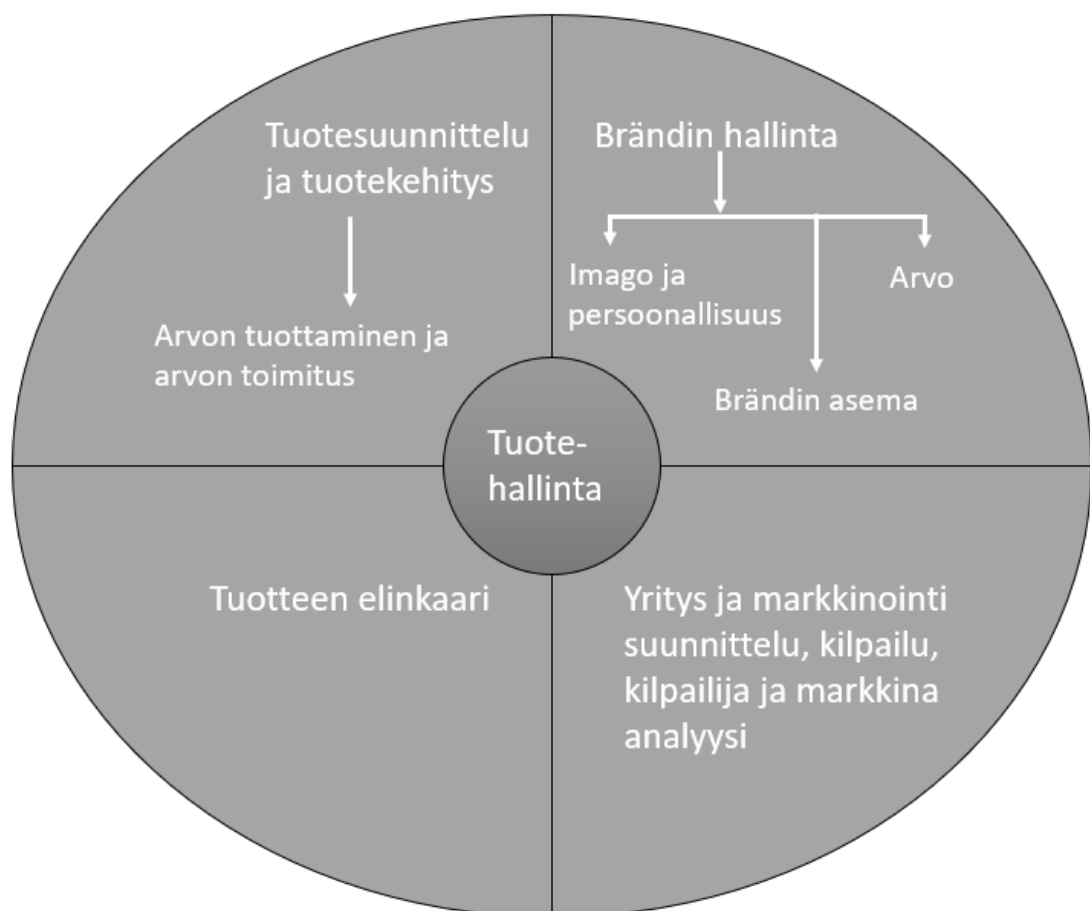 Tuotesuunnittelu
ja tuotekehitys
Arvon tuottaminen ja
arvon toimitus
Brändin hallinta
Imago ja
persoonallisuus
Arvo
Brändin asema
Tuote-
hallinta
Tuotteen elinkaari
Yritys ja markkinointi
suunnittelu, kilpailu,
kilpailija ja markkina
analyysi